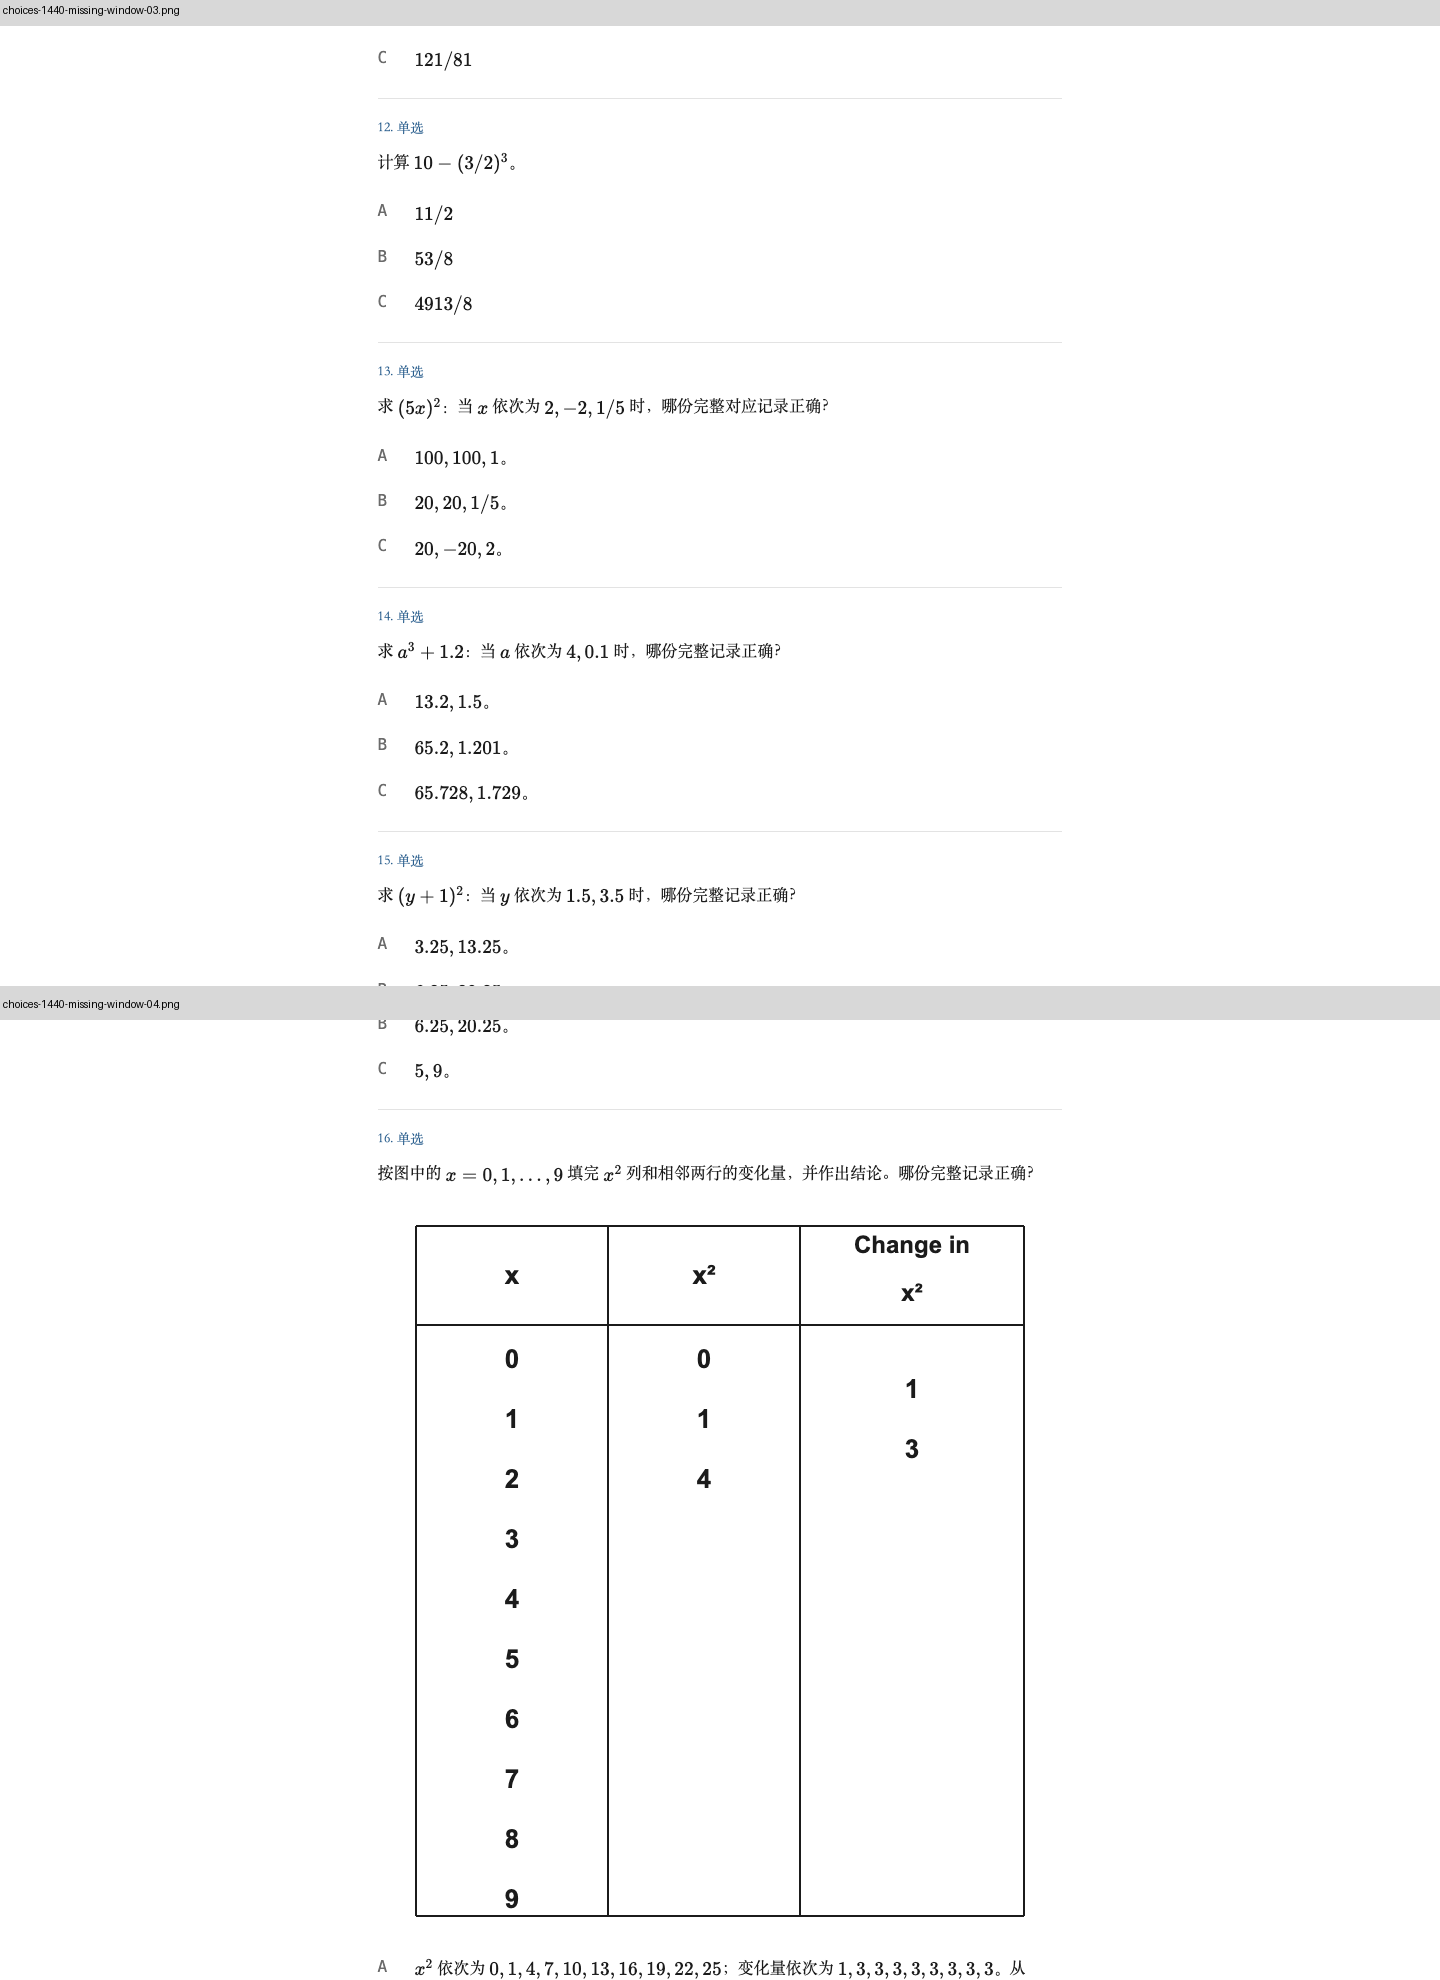 choices-1440-missing-window-03.png
C 121/81
12. 单选
计算 10 − (3/2)³。
A 11/2
B 53/8
C 4913/8
13. 单选
求 (5x)²：当 x 依次为 2, −2, 1/5 时，哪份完整对应记录正确？
A 100, 100, 1。
B 20, 20, 1/5。
C 20, −20, 2。
14. 单选
求 a³ + 1.2：当 a 依次为 4, 0.1 时，哪份完整记录正确？
A 13.2, 1.5。
B 65.2, 1.201。
C 65.728, 1.729。
15. 单选
求 (y + 1)²：当 y 依次为 1.5, 3.5 时，哪份完整记录正确？
A 3.25, 13.25。
choices-1440-missing-window-04.png
B 6.25, 20.25。
C 5, 9。
16. 单选
按图中的 x = 0, 1, . . . , 9 填完 x² 列和相邻两行的变化量，并作出结论。哪份完整记录正确？
Change in
x x² x²
0 0
1
1 1
3
2 4
3
4
5
6
7
8
9
A x² 依次为 0, 1, 4, 7, 10, 13, 16, 19, 22, 25；变化量依次为 1, 3, 3, 3, 3, 3, 3, 3, 3。从